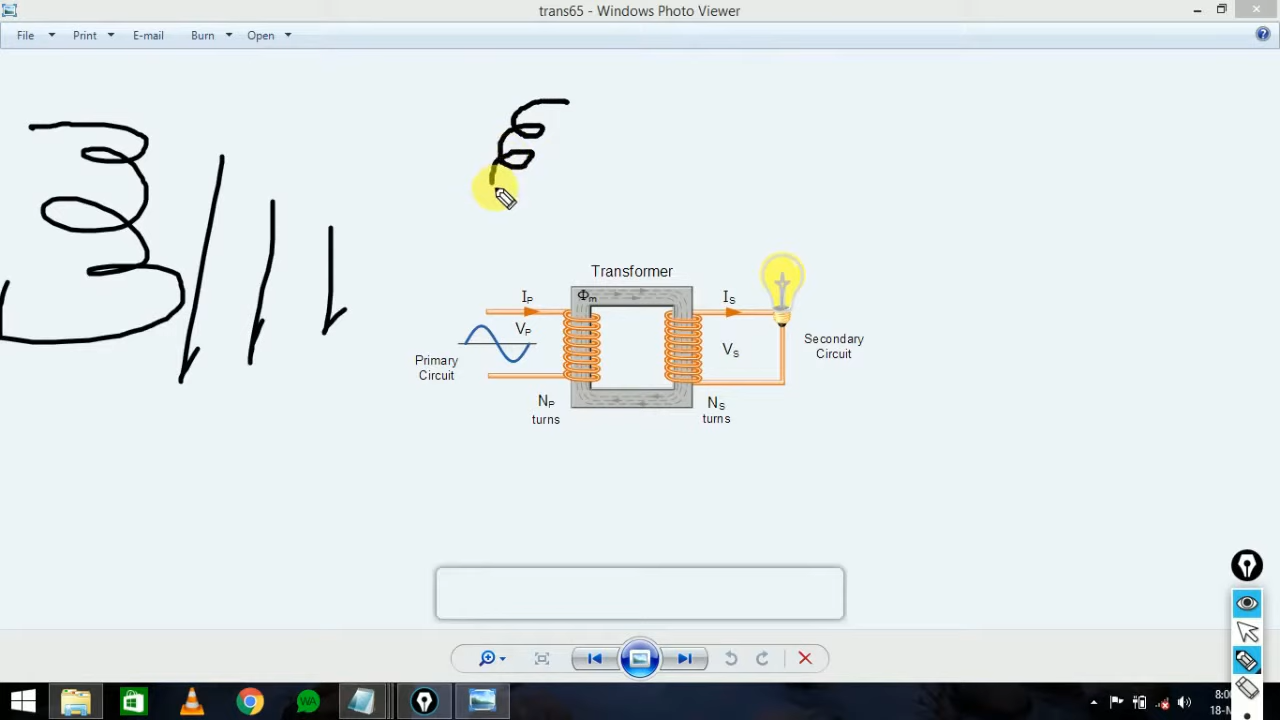 trans65 - Windows Photo Viewer
File Print E-mail Burn Open
Transformer
IP Φm IS
VP VS
Primary
Circuit
Secondary
Circuit
NP
turns
NS
turns
WA